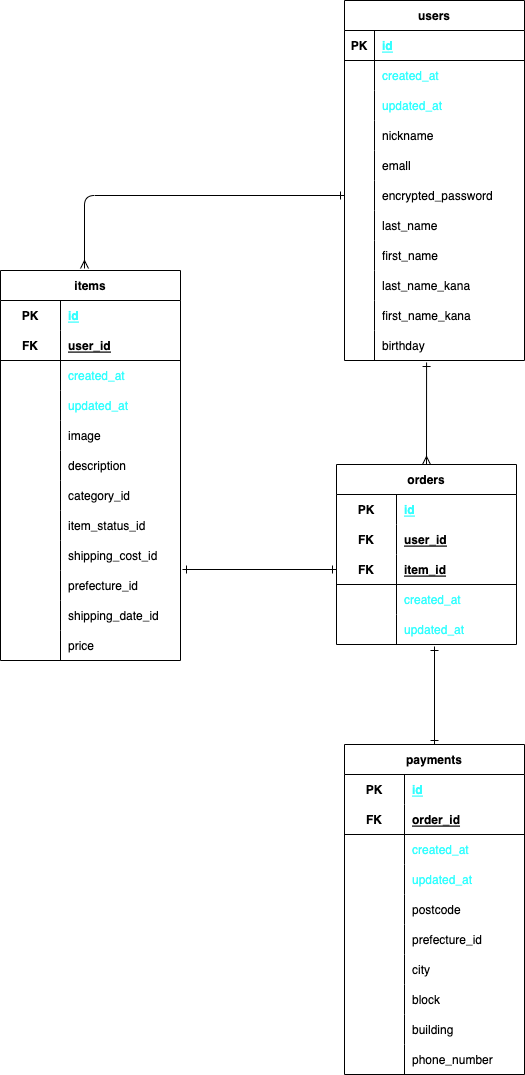 users
PK id
created_at
updated_at
nickname
emall
encrypted_password
last_name
first_name
last_name_kana
first_name_kana
birthday
items
PK id
FK user_id
created_at
updated_at
image
description
category_id
item_status_id
shipping_cost_id
prefecture_id
shipping_date_id
price
orders
PK id
FK user_id
FK item_id
created_at
updated_at
payments
PK id
FK order_id
created_at
updated_at
postcode
prefecture_id
city
block
building
phone_number